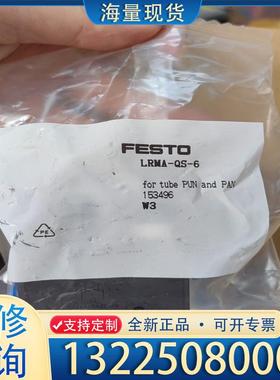 海量现货
FESTO
LRMA-QS-6
for tube PUN and PAN
153496
W3
PE
修
询
支持定制 全新正品 可开专票
1322508000